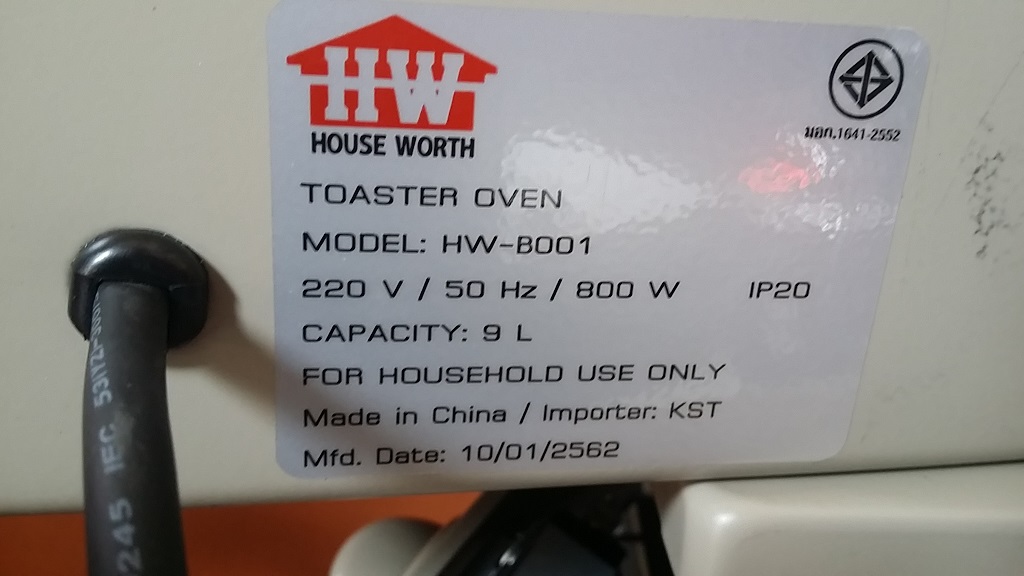 HW
HOUSE WORTH
มอก.1641-2552
TOASTER OVEN
MODEL: HW-B001
220 V / 50 Hz / 800 W IP20
CAPACITY: 9 L
FOR HOUSEHOLD USE ONLY
Made in China / Importer: KST
Mfd. Date: 10/01/2562
245 IEC 53